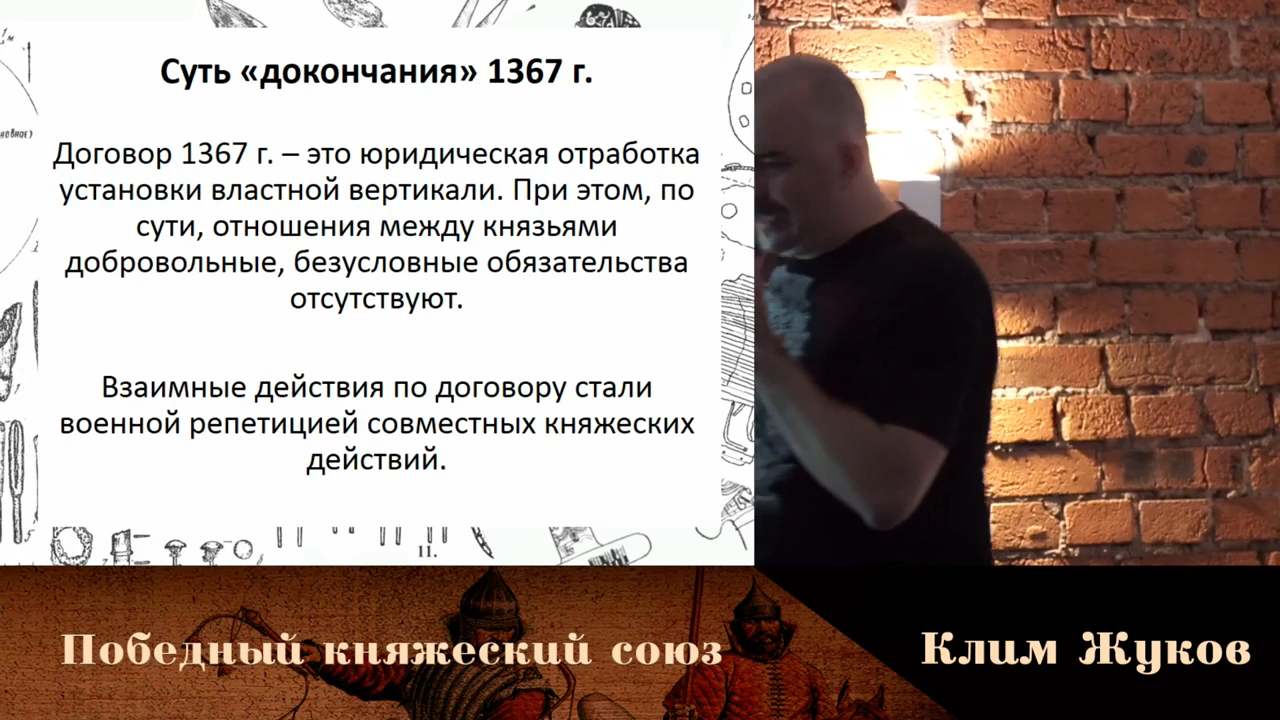 Суть «докончания» 1367 г.
Договор 1367 г. – это юридическая отработка
установки властной вертикали. При этом, по
сути, отношения между князьями
добровольные, безусловные обязательства
отсутствуют.
Взаимные действия по договору стали
военной репетицией совместных княжеских
действий.
11.
Победный княжеский союз
Клим Жуков